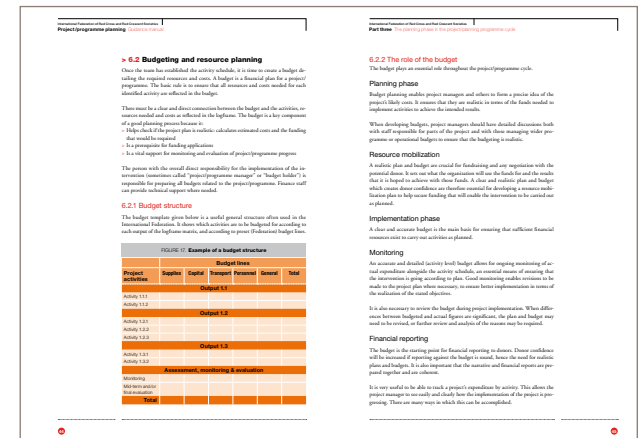 International Federation of Red Cross and Red Crescent Societies
Project/programme planning Guidance manual
> 6.2 Budgeting and resource planning
Once the team has established the activity schedule, it is time to create a budget de-
tailing the required resources and costs. A budget is a financial plan for a project/
programme. The basic rule is to ensure that all resources and costs needed for each
identified activity are reflected in the budget.
There must be a clear and direct connection between the budget and the activities, re-
sources needed and costs as reflected in the logframe. The budget is a key component
of a good planning process because it:
> Helps check if the project plan is realistic: calculates estimated costs and the funding
that would be required
> Is a prerequisite for funding applications
> Is a vital support for monitoring and evaluation of project/programme progress
The person with the overall direct responsibility for the implementation of the in-
tervention (sometimes called "project/programme manager" or "budget holder") is
responsible for preparing all budgets related to the project/programme. Finance staff
can provide technical support where needed.
6.2.1 Budget structure
The budget template given below is a useful general structure often used in the
International Federation. It shows which activities are to be budgeted for according to
each output of the logframe matrix, and according to preset (Federation) budget lines.
FIGURE 17. Example of a budget structure
Budget lines
Project activities Supplies Capital Transport Personnel General Total
Output 1.1
Activity 1.1.1
Activity 1.1.2
Output 1.2
Activity 1.2.1
Activity 1.2.2
Activity 1.2.3
Output 1.3
Activity 1.3.1
Activity 1.3.2
Assessment, monitoring & evaluation
Monitoring
Mid-term and/or
final evaluation
Total
International Federation of Red Cross and Red Crescent Societies
Part three The planning phase in the project/programme cycle
6.2.2 The role of the budget
The budget plays an essential role throughout the project/programme cycle.
Planning phase
Budget planning enables project managers and others to form a precise idea of the
project's likely costs. It ensures that they are realistic in terms of the funds needed to
implement activities to achieve the intended results.
When developing budgets, project managers should have detailed discussions both
with staff responsible for parts of the project and with those managing wider pro-
gramme or operational budgets to ensure that the budgeting is realistic.
Resource mobilization
A realistic plan and budget are crucial for fundraising and any negotiation with the
potential donor. It sets out what the organization will use the funds for and the results
that it is hoped to achieve with those funds. A clear and realistic plan and budget
which creates donor confidence are therefore essential for developing a resource mobi-
lization plan to help secure funding that will enable the intervention to be carried out
as planned.
Implementation phase
A clear and accurate budget is the main basis for ensuring that sufficient financial
resources exist to carry out activities as planned.
Monitoring
An accurate and detailed (activity level) budget allows for ongoing monitoring of ac-
tual expenditure alongside the activity schedule, an essential means of ensuring that
the intervention is going according to plan. Good monitoring enables revisions to be
made to the project plan where necessary, to ensure better implementation in terms of
the realization of the stated objectives.
It is also necessary to review the budget during project implementation. When differ-
ences between budgeted and actual figures are significant, the plan and budget may
need to be revised, or further review and analysis of the reasons may be required.
Financial reporting
The budget is the starting point for financial reporting to donors. Donor confidence
will be increased if reporting against the budget is sound, hence the need for realistic
plans and budgets. It is also important that the narrative and financial reports are pre-
pared together and are coherent.
It is very useful to be able to track a project's expenditure by activity. This allows the
project manager to see easily and clearly how the implementation of the project is pro-
gressing. There are many ways in which this can be accomplished.